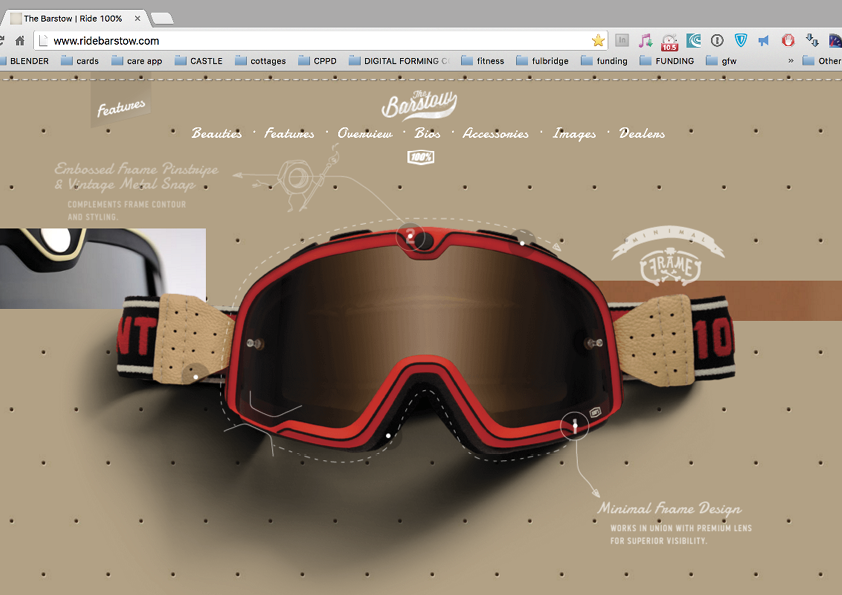 The Barstow | Ride 100%
www.ridebarstow.com
BLENDER cards care app CASTLE cottages CPPD DIGITAL FORMING C fitness fulbridge funding FUNDING gfw » Other
10.5
Features
The
Barstow
Beauties · Features · Overview · Bios · Accessories · Images · Dealers
100%
Embossed Frame Pinstripe
& Vintage Metal Snap
COMPLEMENTS FRAME CONTOUR
AND STYLING.
2
MINIMAL
FRAME
NT
10
1
Minimal Frame Design
WORKS IN UNION WITH PREMIUM LENS
FOR SUPERIOR VISIBILITY.